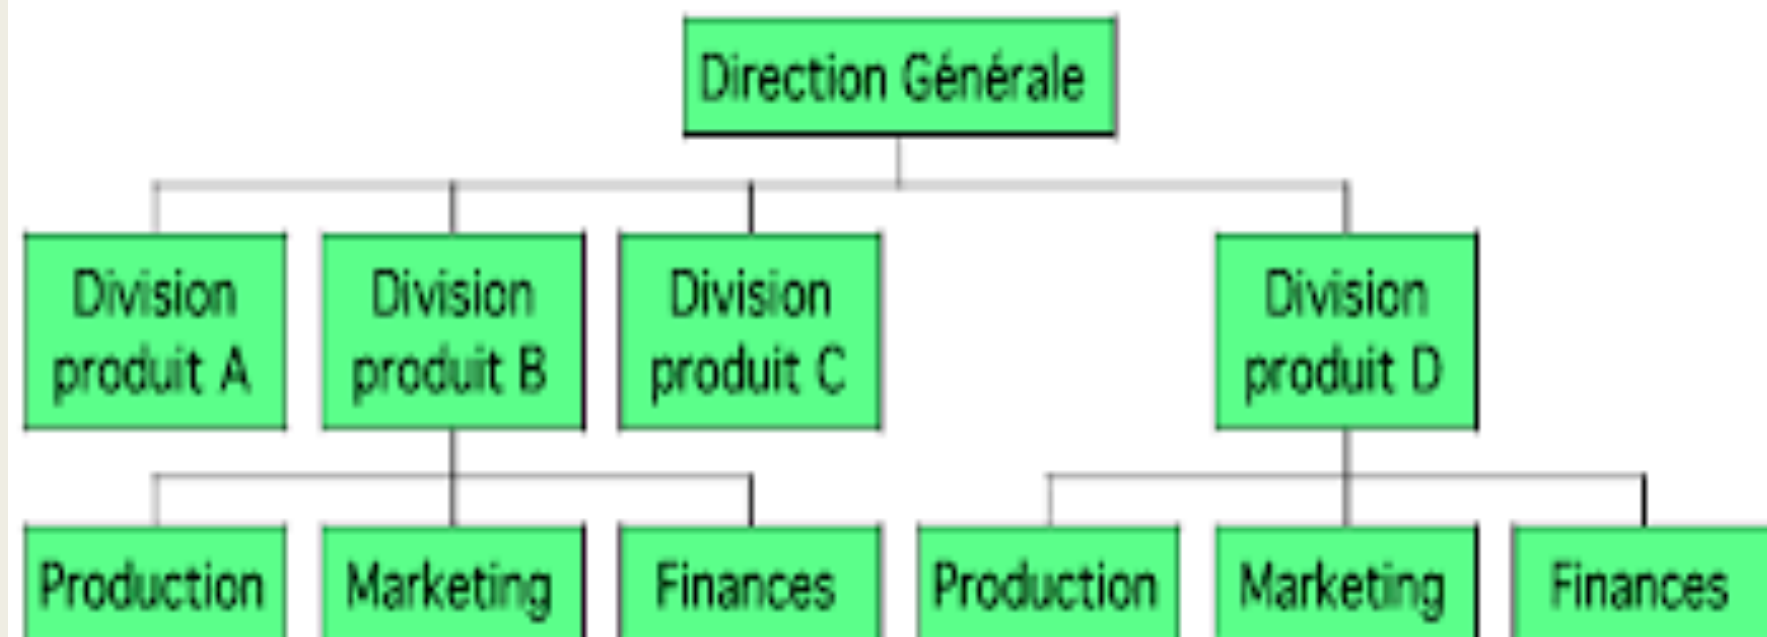 Direction Générale
Division
produit A
Division
produit B
Division
produit C
Division
produit D
Production
Marketing
Finances
Production
Marketing
Finances